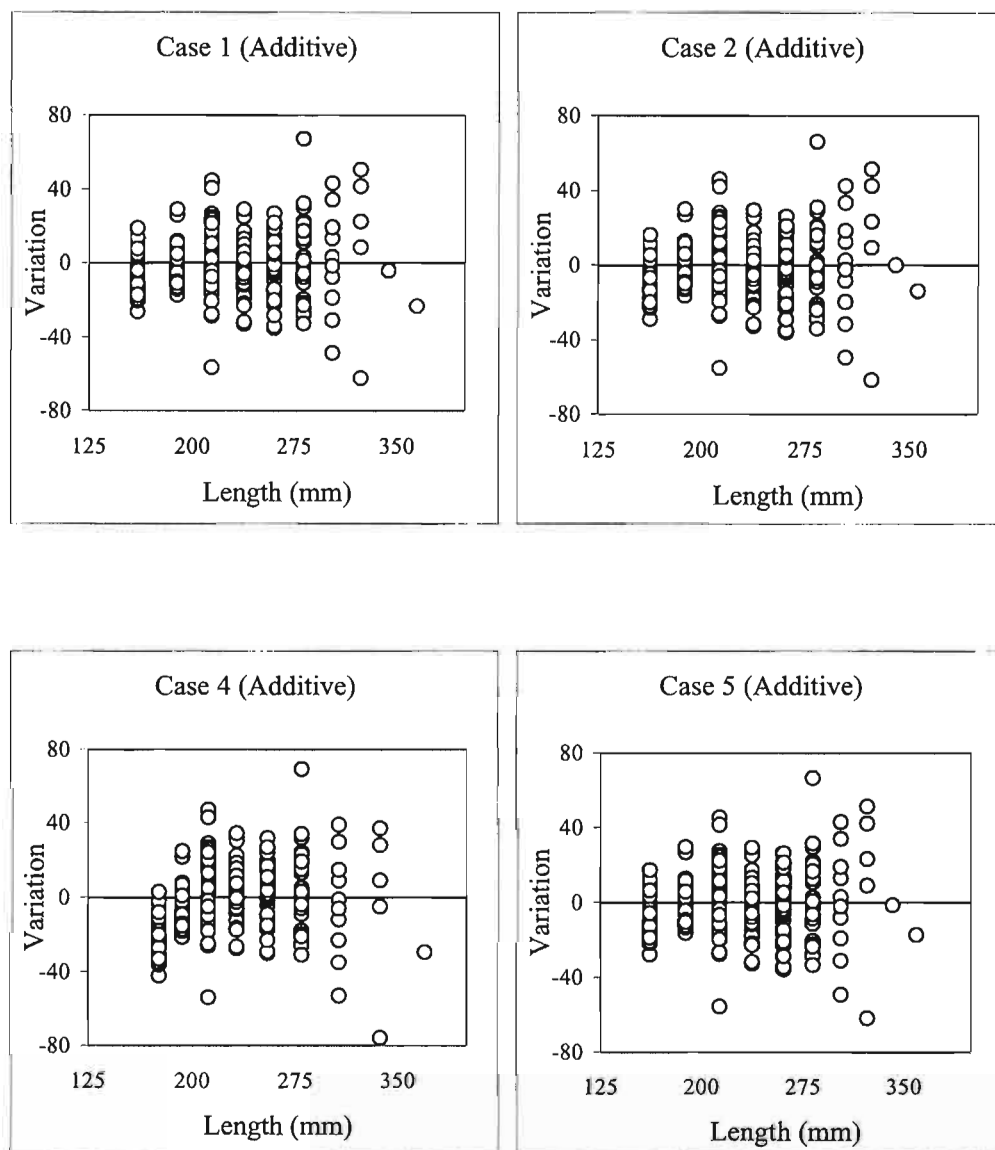 Case 1 (Additive)
Variation
80
40
0
-40
-80
125 200 275 350
Length (mm)
Case 2 (Additive)
Variation
80
40
0
-40
-80
125 200 275 350
Length (mm)
Case 4 (Additive)
Variation
80
40
0
-40
-80
125 200 275 350
Length (mm)
Case 5 (Additive)
Variation
80
40
0
-40
-80
125 200 275 350
Length (mm)